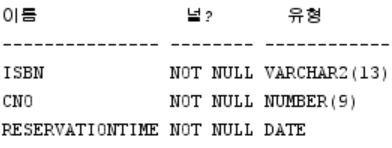 이름 널? 유형
--------------- -------- ------------
ISBN NOT NULL VARCHAR2(13)
CNO NOT NULL NUMBER(9)
RESERVATIONTIME NOT NULL DATE